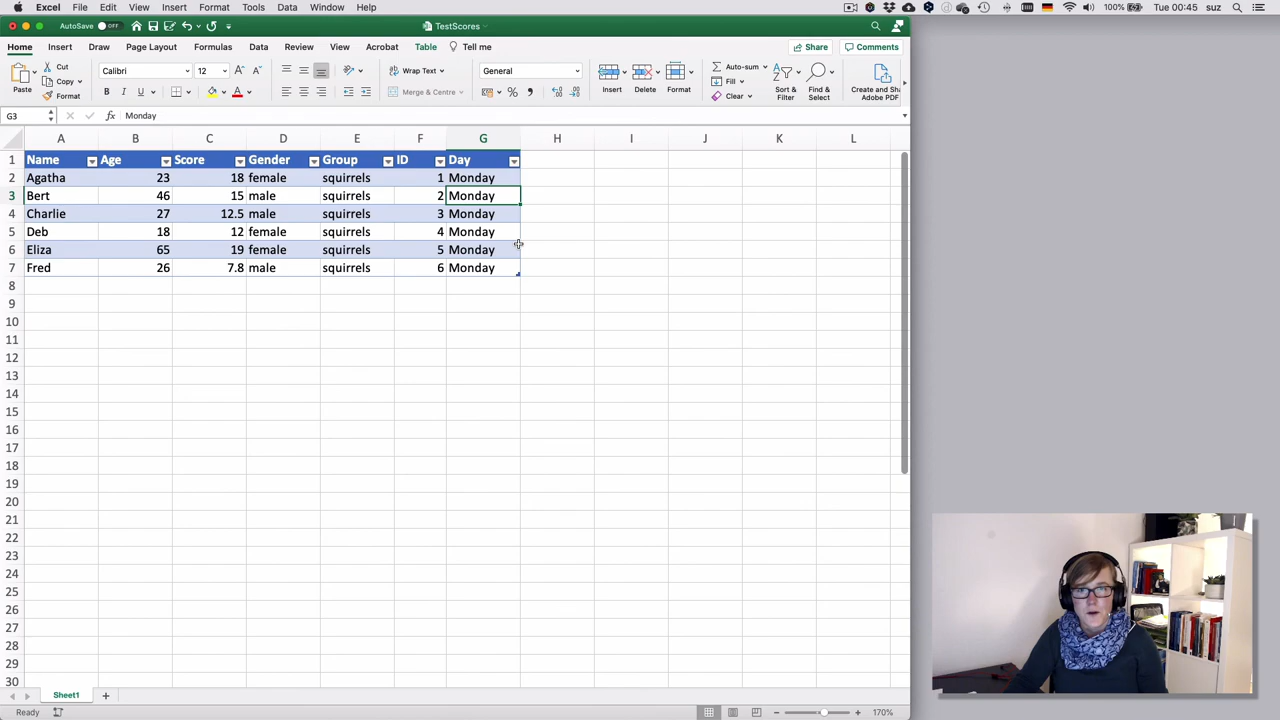 Excel File Edit View Insert Format Tools Data Window Help 100% Tue 00:45 suz
AutoSave OFF TestScores
Home Insert Draw Page Layout Formulas Data Review View Acrobat Table Tell me Share Comments
Paste Cut Copy Format Calibri 12 Wrap Text Merge & Centre General Insert Delete Format Auto-sum Fill Clear Sort & Filter Find & Select Create and Sha Adobe PDF
G3 fx Monday
A B C D E F G H I J K L
1 Name Age Score Gender Group ID Day
2 Agatha 23 18 female squirrels 1 Monday
3 Bert 46 15 male squirrels 2 Monday
4 Charlie 27 12.5 male squirrels 3 Monday
5 Deb 18 12 female squirrels 4 Monday
6 Eliza 65 19 female squirrels 5 Monday
7 Fred 26 7.8 male squirrels 6 Monday
8
9
10
11
12
13
14
15
16
17
18
19
20
21
22
23
24
25
26
27
28
29
30
Sheet1
Ready 170%